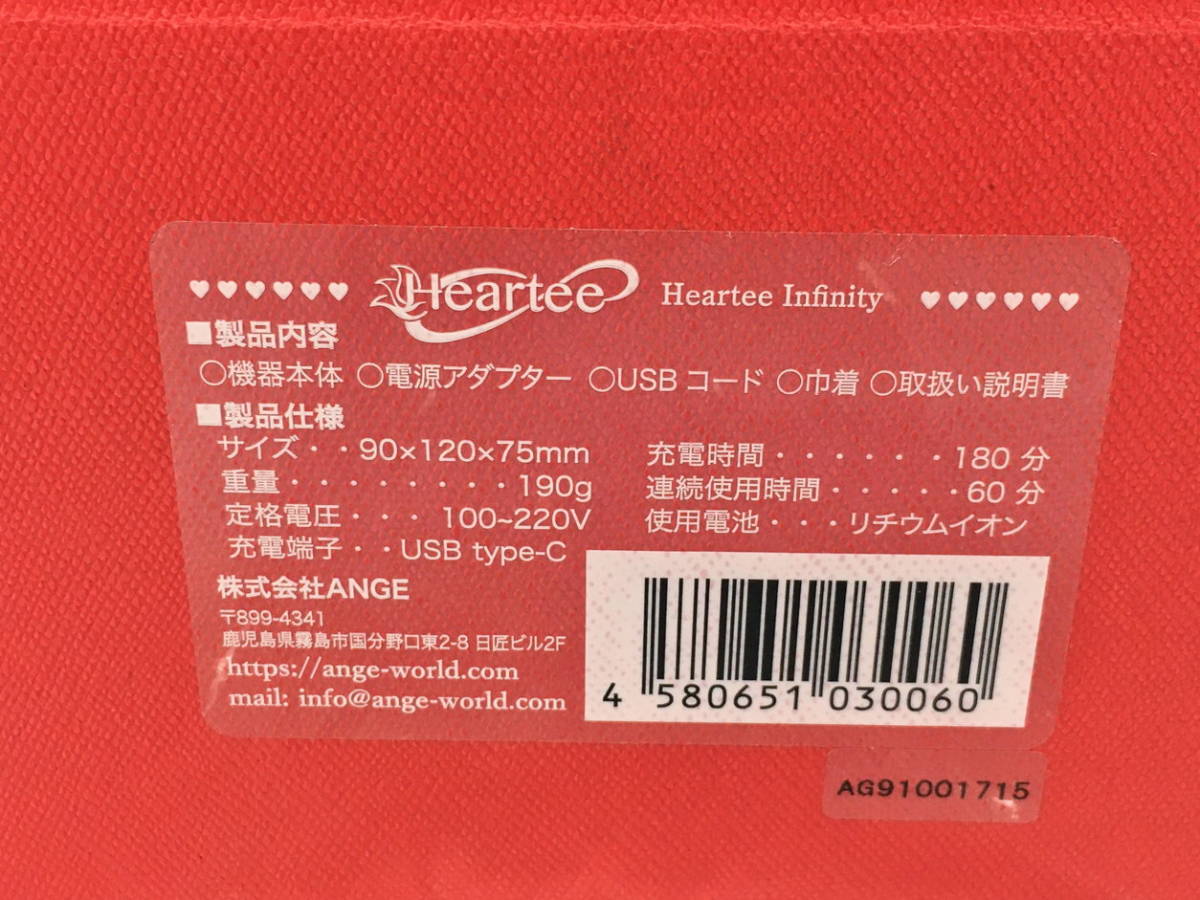 ♥♥♥♥♥♥ Heartee Heartee Infinity ♥♥♥♥♥♥
■製品内容
○機器本体 ○電源アダプター ○USBコード ○巾着 ○取扱い説明書
■製品仕様
サイズ・・90×120×75mm
重量・・・・・・・・190g
定格電圧・・・100~220V
充電端子・・USB type-C
充電時間・・・・・・・180 分
連続使用時間・・・・・60 分
使用電池・・・リチウムイオン
株式会社ANGE
〒899-4341
鹿児島県霧島市国分野口東2-8 日匠ビル2F
https://ange-world.com
mail: info@ange-world.com
4 580651 030060
AG91001715